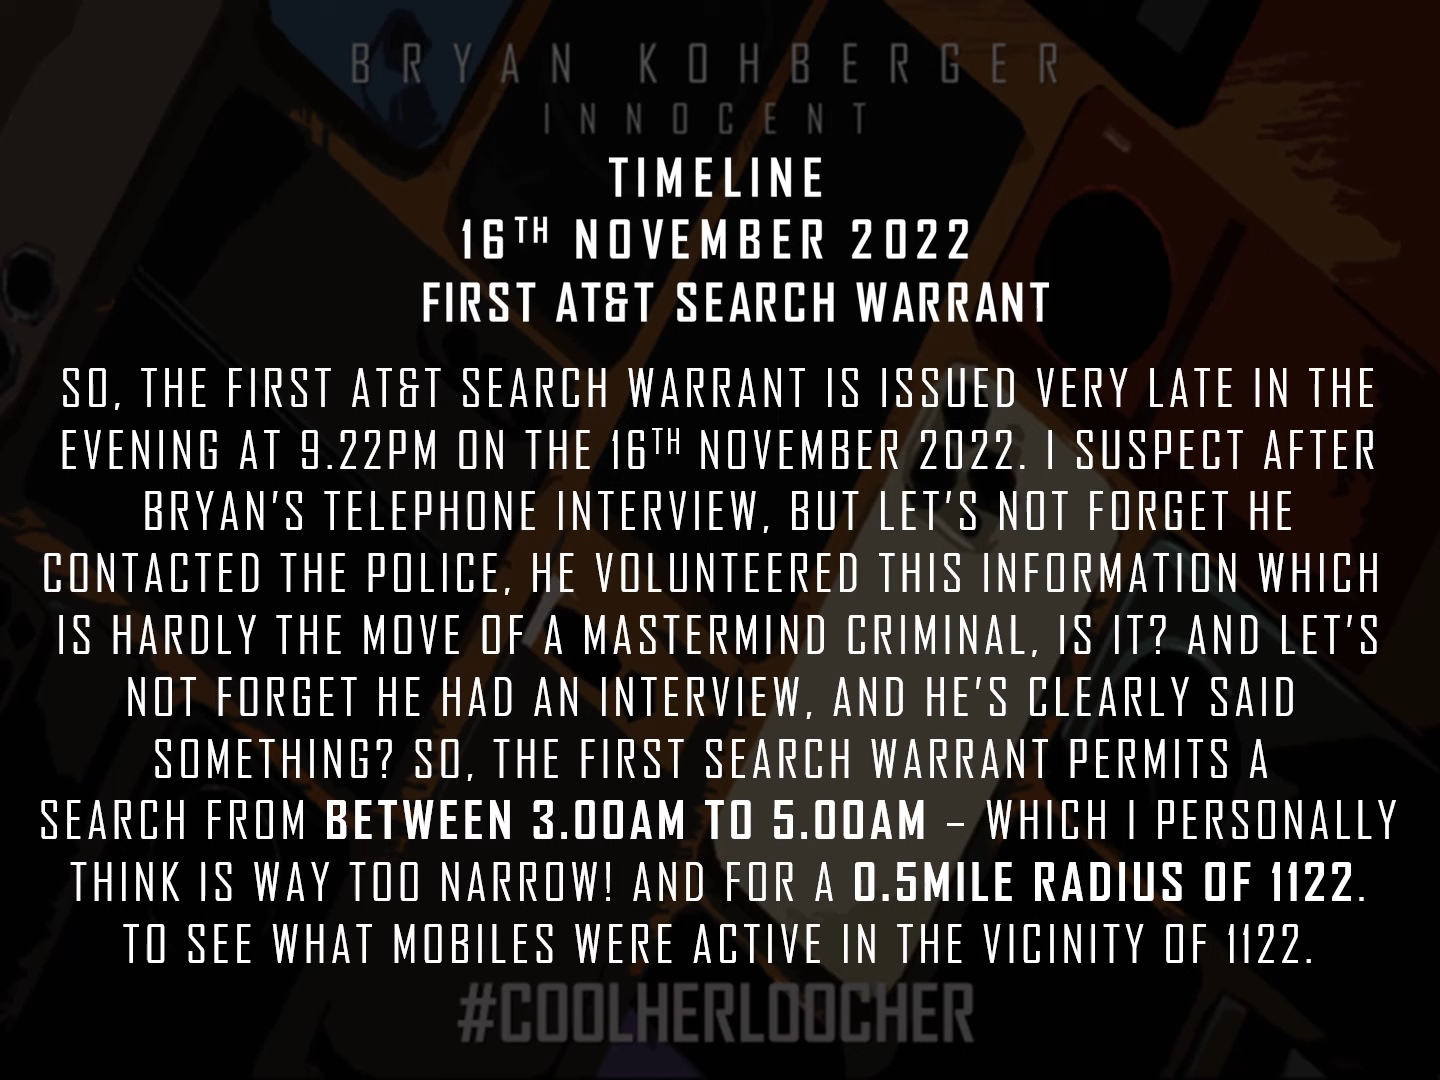 BRYAN KOHBERGER
INNOCENT
TIMELINE
16TH NOVEMBER 2022
FIRST AT&T SEARCH WARRANT
SO, THE FIRST AT&T SEARCH WARRANT IS ISSUED VERY LATE IN THE
EVENING AT 9.22PM ON THE 16TH NOVEMBER 2022. I SUSPECT AFTER
BRYAN'S TELEPHONE INTERVIEW, BUT LET'S NOT FORGET HE
CONTACTED THE POLICE, HE VOLUNTEERED THIS INFORMATION WHICH
IS HARDLY THE MOVE OF A MASTERMIND CRIMINAL, IS IT? AND LET'S
NOT FORGET HE HAD AN INTERVIEW, AND HE'S CLEARLY SAID
SOMETHING? SO, THE FIRST SEARCH WARRANT PERMITS A
SEARCH FROM BETWEEN 3.00AM TO 5.00AM – WHICH I PERSONALLY
THINK IS WAY TOO NARROW! AND FOR A 0.5MILE RADIUS OF 1122.
TO SEE WHAT MOBILES WERE ACTIVE IN THE VICINITY OF 1122.
#COOLHERLOOCHER